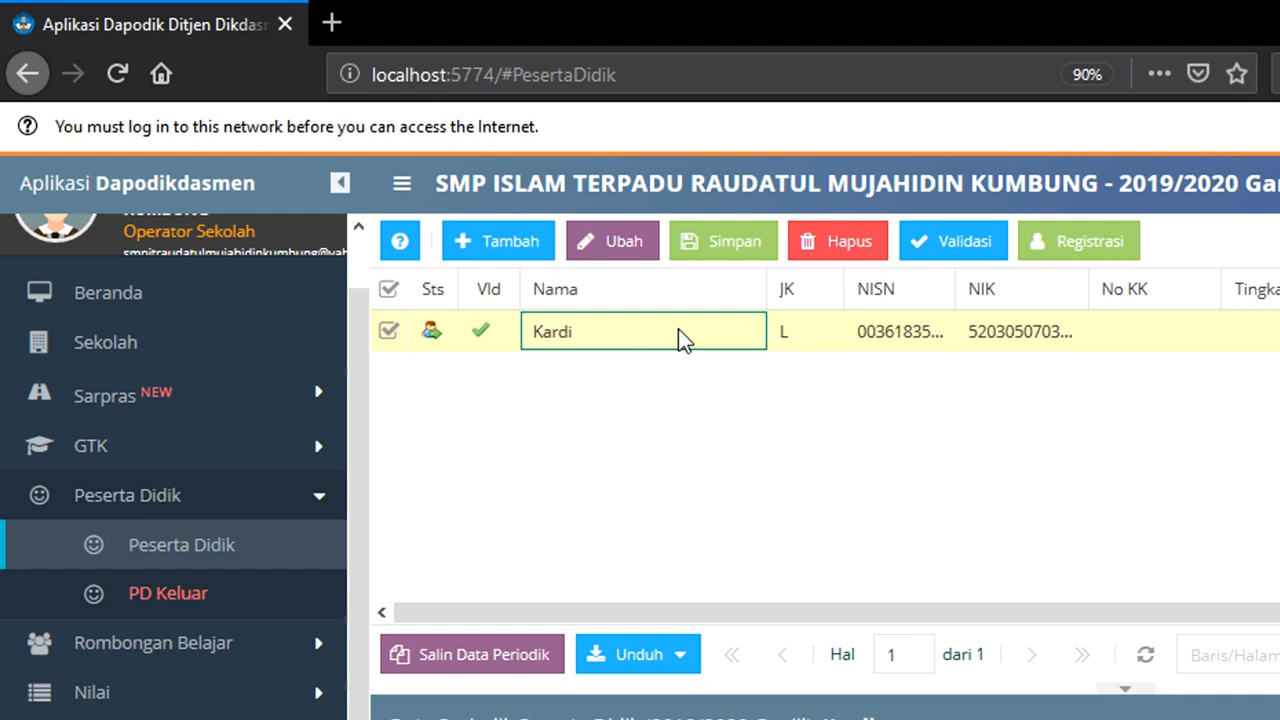 Aplikasi Dapodik Ditjen Dikdas
localhost:5774/#PesertaDidik
90%
You must log in to this network before you can access the Internet.
Aplikasi Dapodikdasmen
SMP ISLAM TERPADU RAUDATUL MUJAHIDIN KUMBUNG - 2019/2020 Ga
Operator Sekolah
smpitraudatulmujahidinkumbung@yah
Tambah
Ubah
Simpan
Hapus
Validasi
Registrasi
Sts
Vld
Nama
JK
NISN
NIK
No KK
Tingka
Kardi
L
00361835...
5203050703...
Beranda
Sekolah
Sarpras NEW
GTK
Peserta Didik
Peserta Didik
PD Keluar
Rombongan Belajar
Nilai
Salin Data Periodik
Unduh
Hal
1
dari 1
Baris/Halam